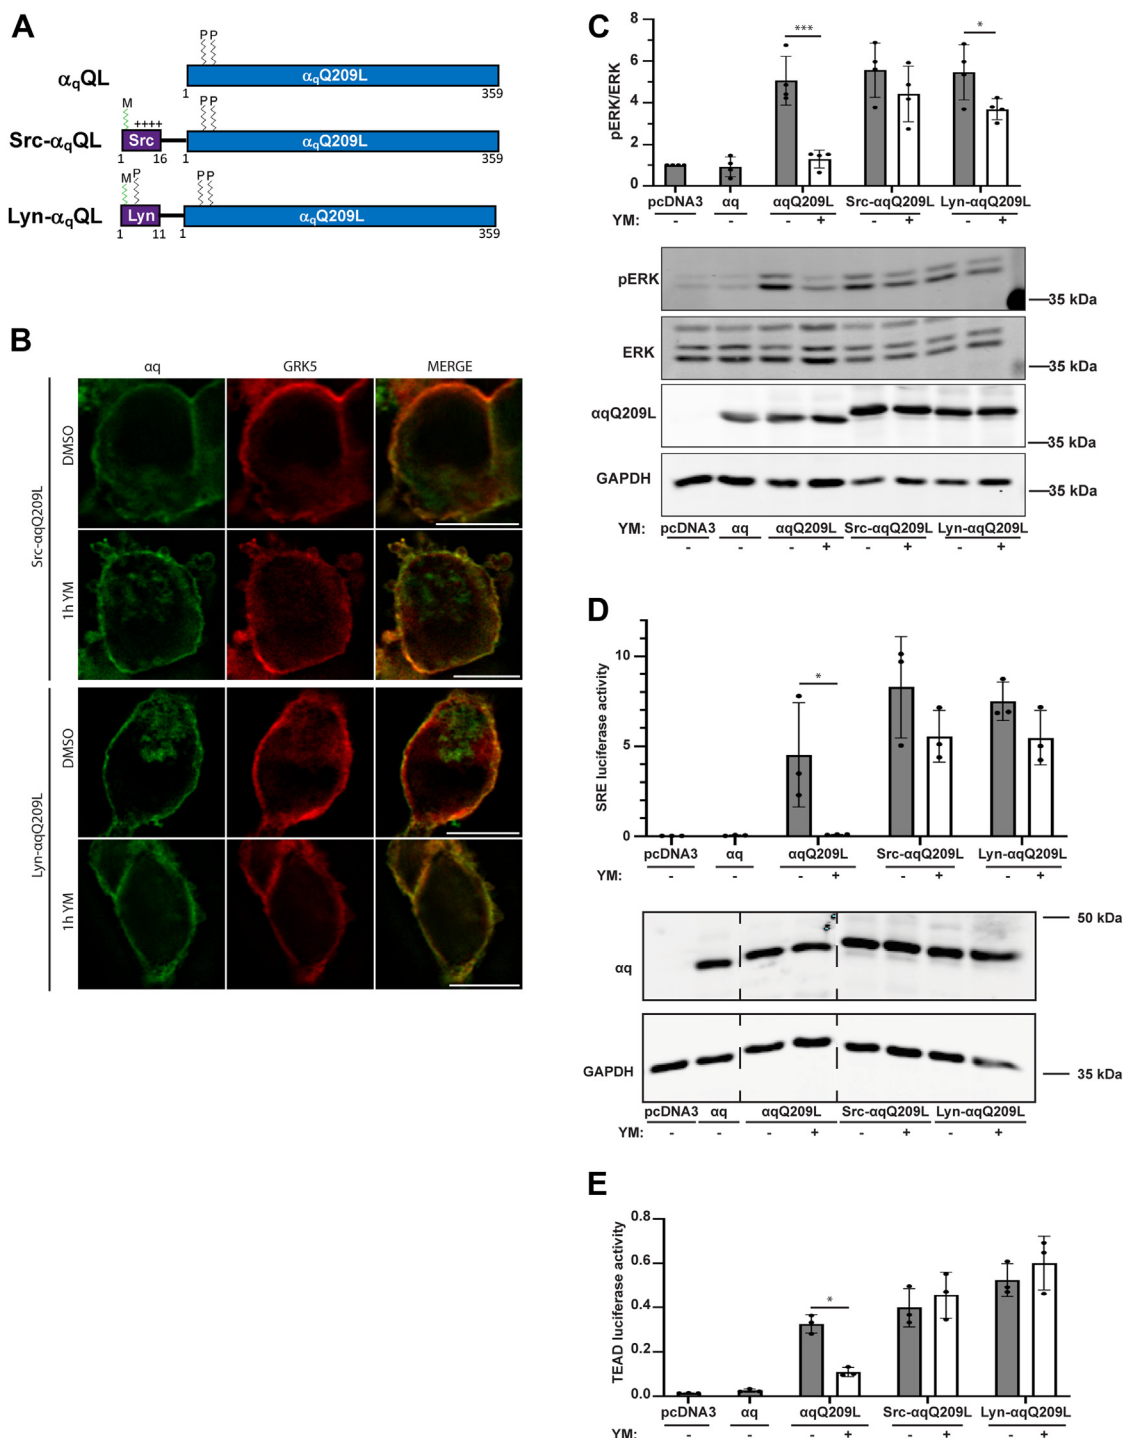 A
P P
αqQL
αqQ209L
1 359
M
++++
P P
Src-αqQL
Src
αqQ209L
1 16 1 359
M P
P P
Lyn-αqQL
Lyn
αqQ209L
1 11 1 359
B
αq GRK5 MERGE
Src-αqQ209L
DMSO
1h YM
Lyn-αqQ209L
DMSO
1h YM
C
pERK/ERK
8
6
4
2
0
*** *
pcDNA3 αq αqQ209L Src-αqQ209L Lyn-αqQ209L
YM: - - - + - + - +
pERK
35 kDa
ERK
35 kDa
αqQ209L
35 kDa
GAPDH
35 kDa
pcDNA3 αq αqQ209L Src-αqQ209L Lyn-αqQ209L
YM: - - - + - + - +
D
SRE luciferase activity
10
5
0
*
pcDNA3 αq αqQ209L Src-αqQ209L Lyn-αqQ209L
YM: - - - + - + - +
50 kDa
αq
GAPDH
35 kDa
pcDNA3 αq αqQ209L Src-αqQ209L Lyn-αqQ209L
YM: - - - + - + - +
E
TEAD luciferase activity
0.8
0.6
0.4
0.2
0.0
*
pcDNA3 αq αqQ209L Src-αqQ209L Lyn-αqQ209L
YM: - - - + - + - +